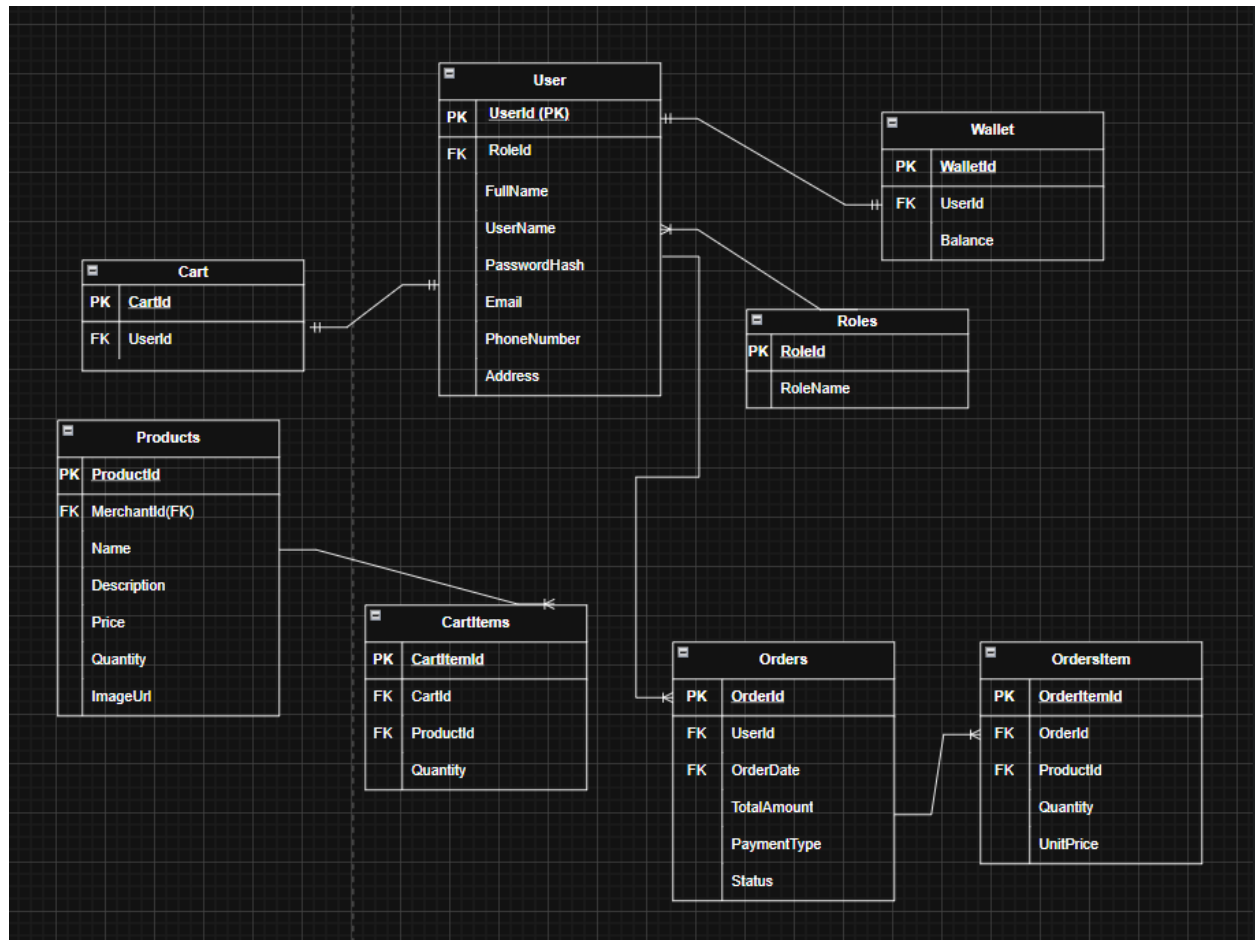 User
PK UserId (PK)
FK RoleId
FullName
UserName
PasswordHash
Email
PhoneNumber
Address
Wallet
PK WalletId
FK UserId
Balance
Cart
PK CartId
FK UserId
Roles
PK RoleId
RoleName
Products
PK ProductId
FK MerchantId(FK)
Name
Description
Price
Quantity
ImageUrl
CartItems
PK CartItemId
FK CartId
FK ProductId
Quantity
Orders
PK OrderId
FK UserId
FK OrderDate
TotalAmount
PaymentType
Status
OrdersItem
PK OrderItemId
FK OrderId
FK ProductId
Quantity
UnitPrice